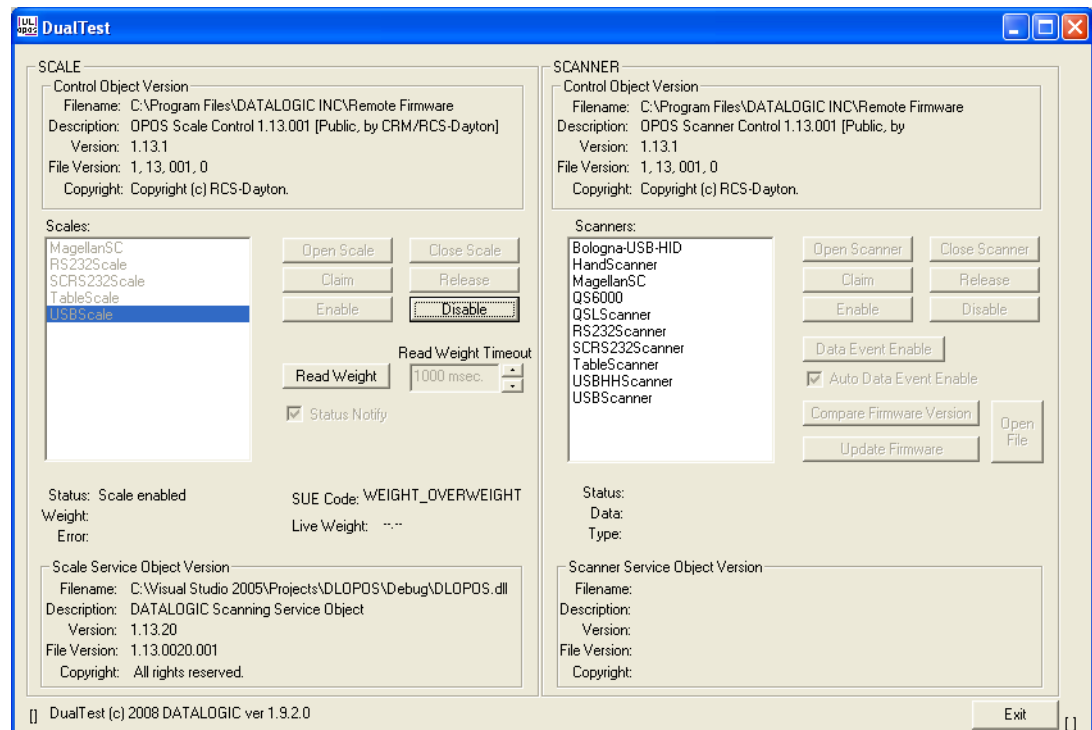 DualTest
SCALE
Control Object Version
Filename: C:\Program Files\DATALOGIC INC\Remote Firmware
Description: OPOS Scale Control 1.13.001 [Public, by CRM/RCS-Dayton]
Version: 1.13.1
File Version: 1, 13, 001, 0
Copyright: Copyright (c) RCS-Dayton.
Scales:
MagellanSC
RS232Scale
SCRS232Scale
TableScale
USBScale
Open Scale
Close Scale
Claim
Release
Enable
Disable
Read Weight Timeout
Read Weight
1000 msec.
Status Notify
Status: Scale enabled
Weight:
Error:
SUE Code: WEIGHT_OVERWEIGHT
Live Weight: --.--
Scale Service Object Version
Filename: C:\Visual Studio 2005\Projects\DLOPOS\Debug\DLOPOS.dll
Description: DATALOGIC Scanning Service Object
Version: 1.13.20
File Version: 1.13.0020.001
Copyright: All rights reserved.
SCANNER
Control Object Version
Filename: C:\Program Files\DATALOGIC INC\Remote Firmware
Description: OPOS Scanner Control 1.13.001 [Public, by
Version: 1.13.1
File Version: 1, 13, 001, 0
Copyright: Copyright (c) RCS-Dayton.
Scanners:
Bologna-USB-HID
HandScanner
MagellanSC
QS6000
QSLScanner
RS232Scanner
SCRS232Scanner
TableScanner
USBHHScanner
USBScanner
Open Scanner
Close Scanner
Claim
Release
Enable
Disable
Data Event Enable
Auto Data Event Enable
Compare Firmware Version
Update Firmware
Open File
Status:
Data:
Type:
Scanner Service Object Version
Filename:
Description:
Version:
File Version:
Copyright:
[] DualTest (c) 2008 DATALOGIC ver 1.9.2.0
Exit
[ ]